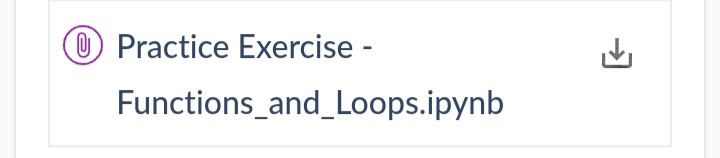 Practice Exercise -
Functions_and_Loops.ipynb